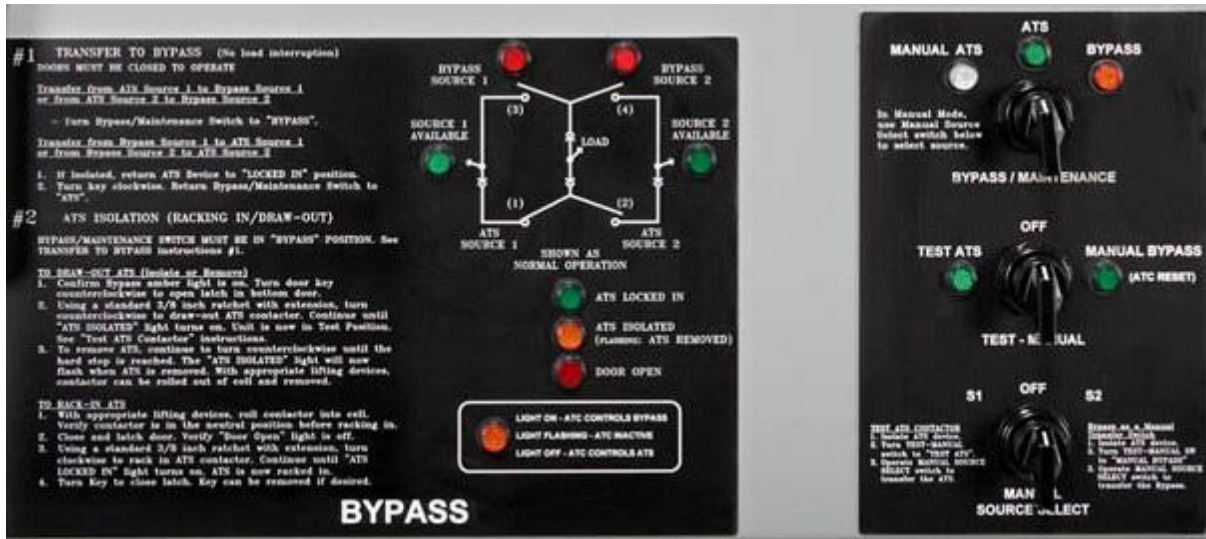 #1 TRANSFER TO BYPASS (No load interruption)
DOORS MUST BE CLOSED TO OPERATE
Transfer from ATS Source 1 to Bypass Source 1
or from ATS Source 2 to Bypass Source 2
- Turn Bypass/Maintenance Switch to "BYPASS".
Transfer from Bypass Source 1 to ATS Source 1
or from Bypass Source 2 to ATS Source 2
1. If isolated, return ATS Device to "LOCKED IN" position.
2. Turn key clockwise. Return Bypass/Maintenance Switch to
"ATS".
#2 ATS ISOLATION (RACKING IN/DRAW-OUT)
BYPASS/MAINTENANCE SWITCH MUST BE IN "BYPASS" POSITION. See
TRANSFER TO BYPASS instructions #1.
TO DRAW-OUT ATS (Isolate or Remove)
1. Confirm Bypass amber light is on. Turn door key
counterclockwise to open latch in bottom door.
2. Using a standard 3/8 inch ratchet with extension, turn
counterclockwise to draw-out ATS contactor. Continue until
"ATS ISOLATED" light turns on. Unit is now in Test Position.
See "Test ATS Contactor" instructions.
3. To remove ATS, continue to turn counterclockwise until the
hard stop is reached. The "ATS ISOLATED" light will now
flash when ATS is removed. With appropriate lifting devices,
contactor can be rolled out of cell and removed.
TO RACK-IN ATS
1. With appropriate lifting devices, roll contactor into cell.
Verify contactor is in the neutral position before racking in.
2. Close and latch door. Verify "Door Open" light is off.
3. Using a standard 3/8 inch ratchet with extension, turn
clockwise to rack in ATS contactor. Continue until "ATS
LOCKED IN" light turns on. ATS is now racked in.
4. Turn Key to close latch. Key can be removed if desired.
BYPASS
SOURCE 1
BYPASS
SOURCE 2
(3)
(4)
SOURCE 1
AVAILABLE
SOURCE 2
AVAILABLE
LOAD
(1)
(2)
ATS
SOURCE 1
ATS
SOURCE 2
SHOWN AS
NORMAL OPERATION
ATS LOCKED IN
ATS ISOLATED
(FLASHING: ATS REMOVED)
DOOR OPEN
LIGHT ON - ATC CONTROLS BYPASS
LIGHT FLASHING - ATC INACTIVE
LIGHT OFF - ATC CONTROLS ATS
BYPASS
ATS
MANUAL ATS
BYPASS
In Manual Mode,
use Manual Source
Select switch below
to select source.
BYPASS / MAINTENANCE
OFF
TEST ATS
MANUAL BYPASS
(ATC RESET)
TEST - M UAL
S1 OFF S2
TEST ATS CONTACTOR
1. Isolate ATS device.
2. Turn TEST-MANUAL
switch to "TEST ATS".
3. Operate MANUAL SOURCE
SELECT switch to
transfer the ATS.
Bypass as a Manual
Transfer Switch
1. Isolate ATS device.
2. Turn TEST-MANUAL SW
to "MANUAL BYPASS"
3. Operate MANUAL SOURCE
SELECT switch to
transfer the Bypass.
MAN L
SOURCE SELECT